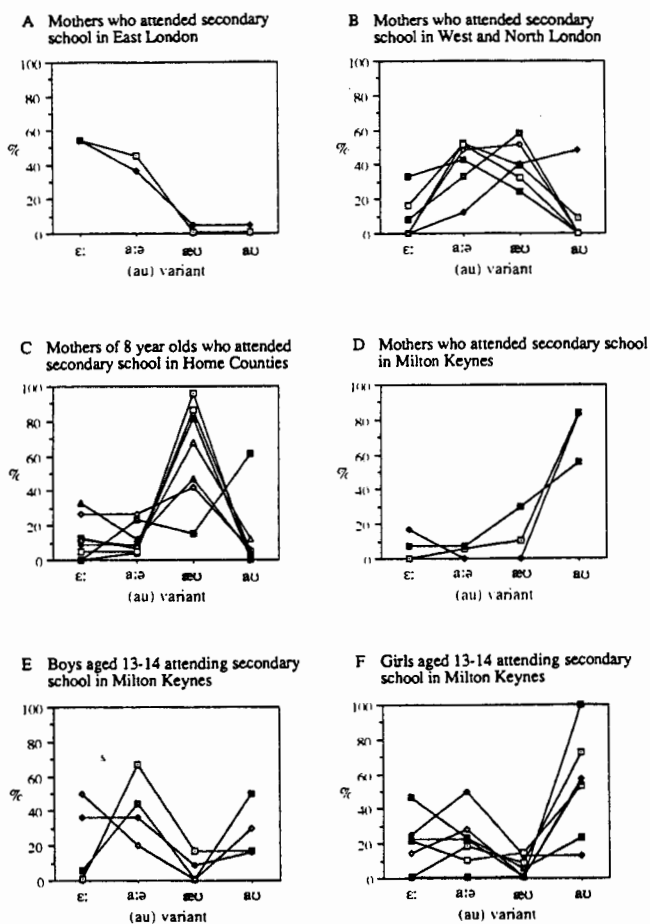 A Mothers who attended secondary
school in East London
B Mothers who attended secondary
school in West and North London
100
80
60
%
40
20
0
ɛː aːə æʊ aʊ
(au) variant
100
80
60
%
40
20
0
ɛː aːə æʊ aʊ
(au) variant
C Mothers of 8 year olds who attended
secondary school in Home Counties
D Mothers who attended secondary school
in Milton Keynes
100
80
60
%
40
20
0
ɛː aːə æʊ aʊ
(au) variant
100
80
60
%
40
20
0
ɛː aːə æʊ aʊ
(au) variant
E Boys aged 13-14 attending secondary
school in Milton Keynes
F Girls aged 13-14 attending secondary
school in Milton Keynes
100
80
60
%
40
20
0
ɛː aːə æʊ aʊ
(au) variant
100
80
60
%
40
20
0
ɛː aːə æʊ aʊ
(au) variant